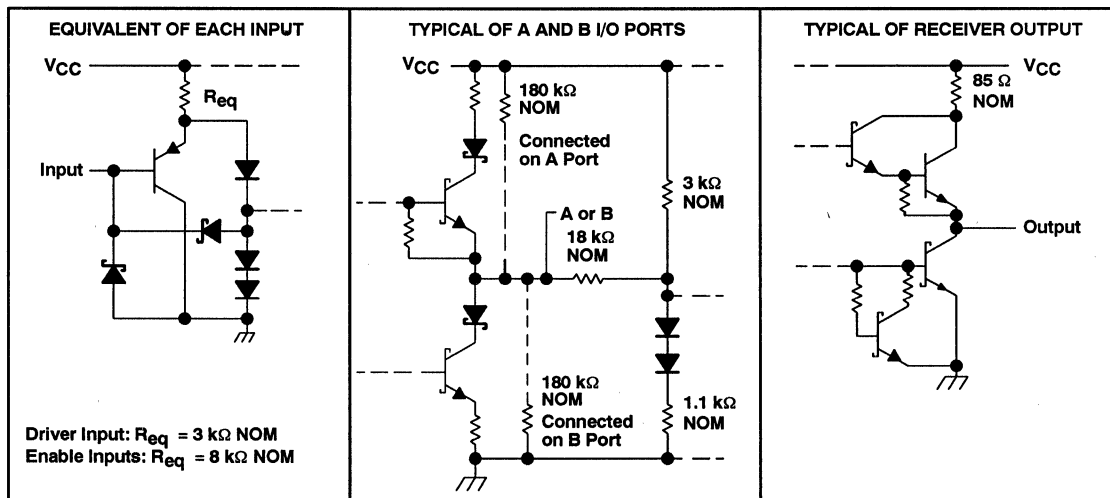 EQUIVALENT OF EACH INPUT
VCC
Req
Input
Driver Input: Req = 3 kΩ NOM
Enable Inputs: Req = 8 kΩ NOM
TYPICAL OF A AND B I/O PORTS
VCC
180 kΩ
NOM
Connected
on A Port
3 kΩ
NOM
A or B
18 kΩ
NOM
180 kΩ
NOM
Connected
on B Port
1.1 kΩ
NOM
TYPICAL OF RECEIVER OUTPUT
VCC
85 Ω
NOM
Output